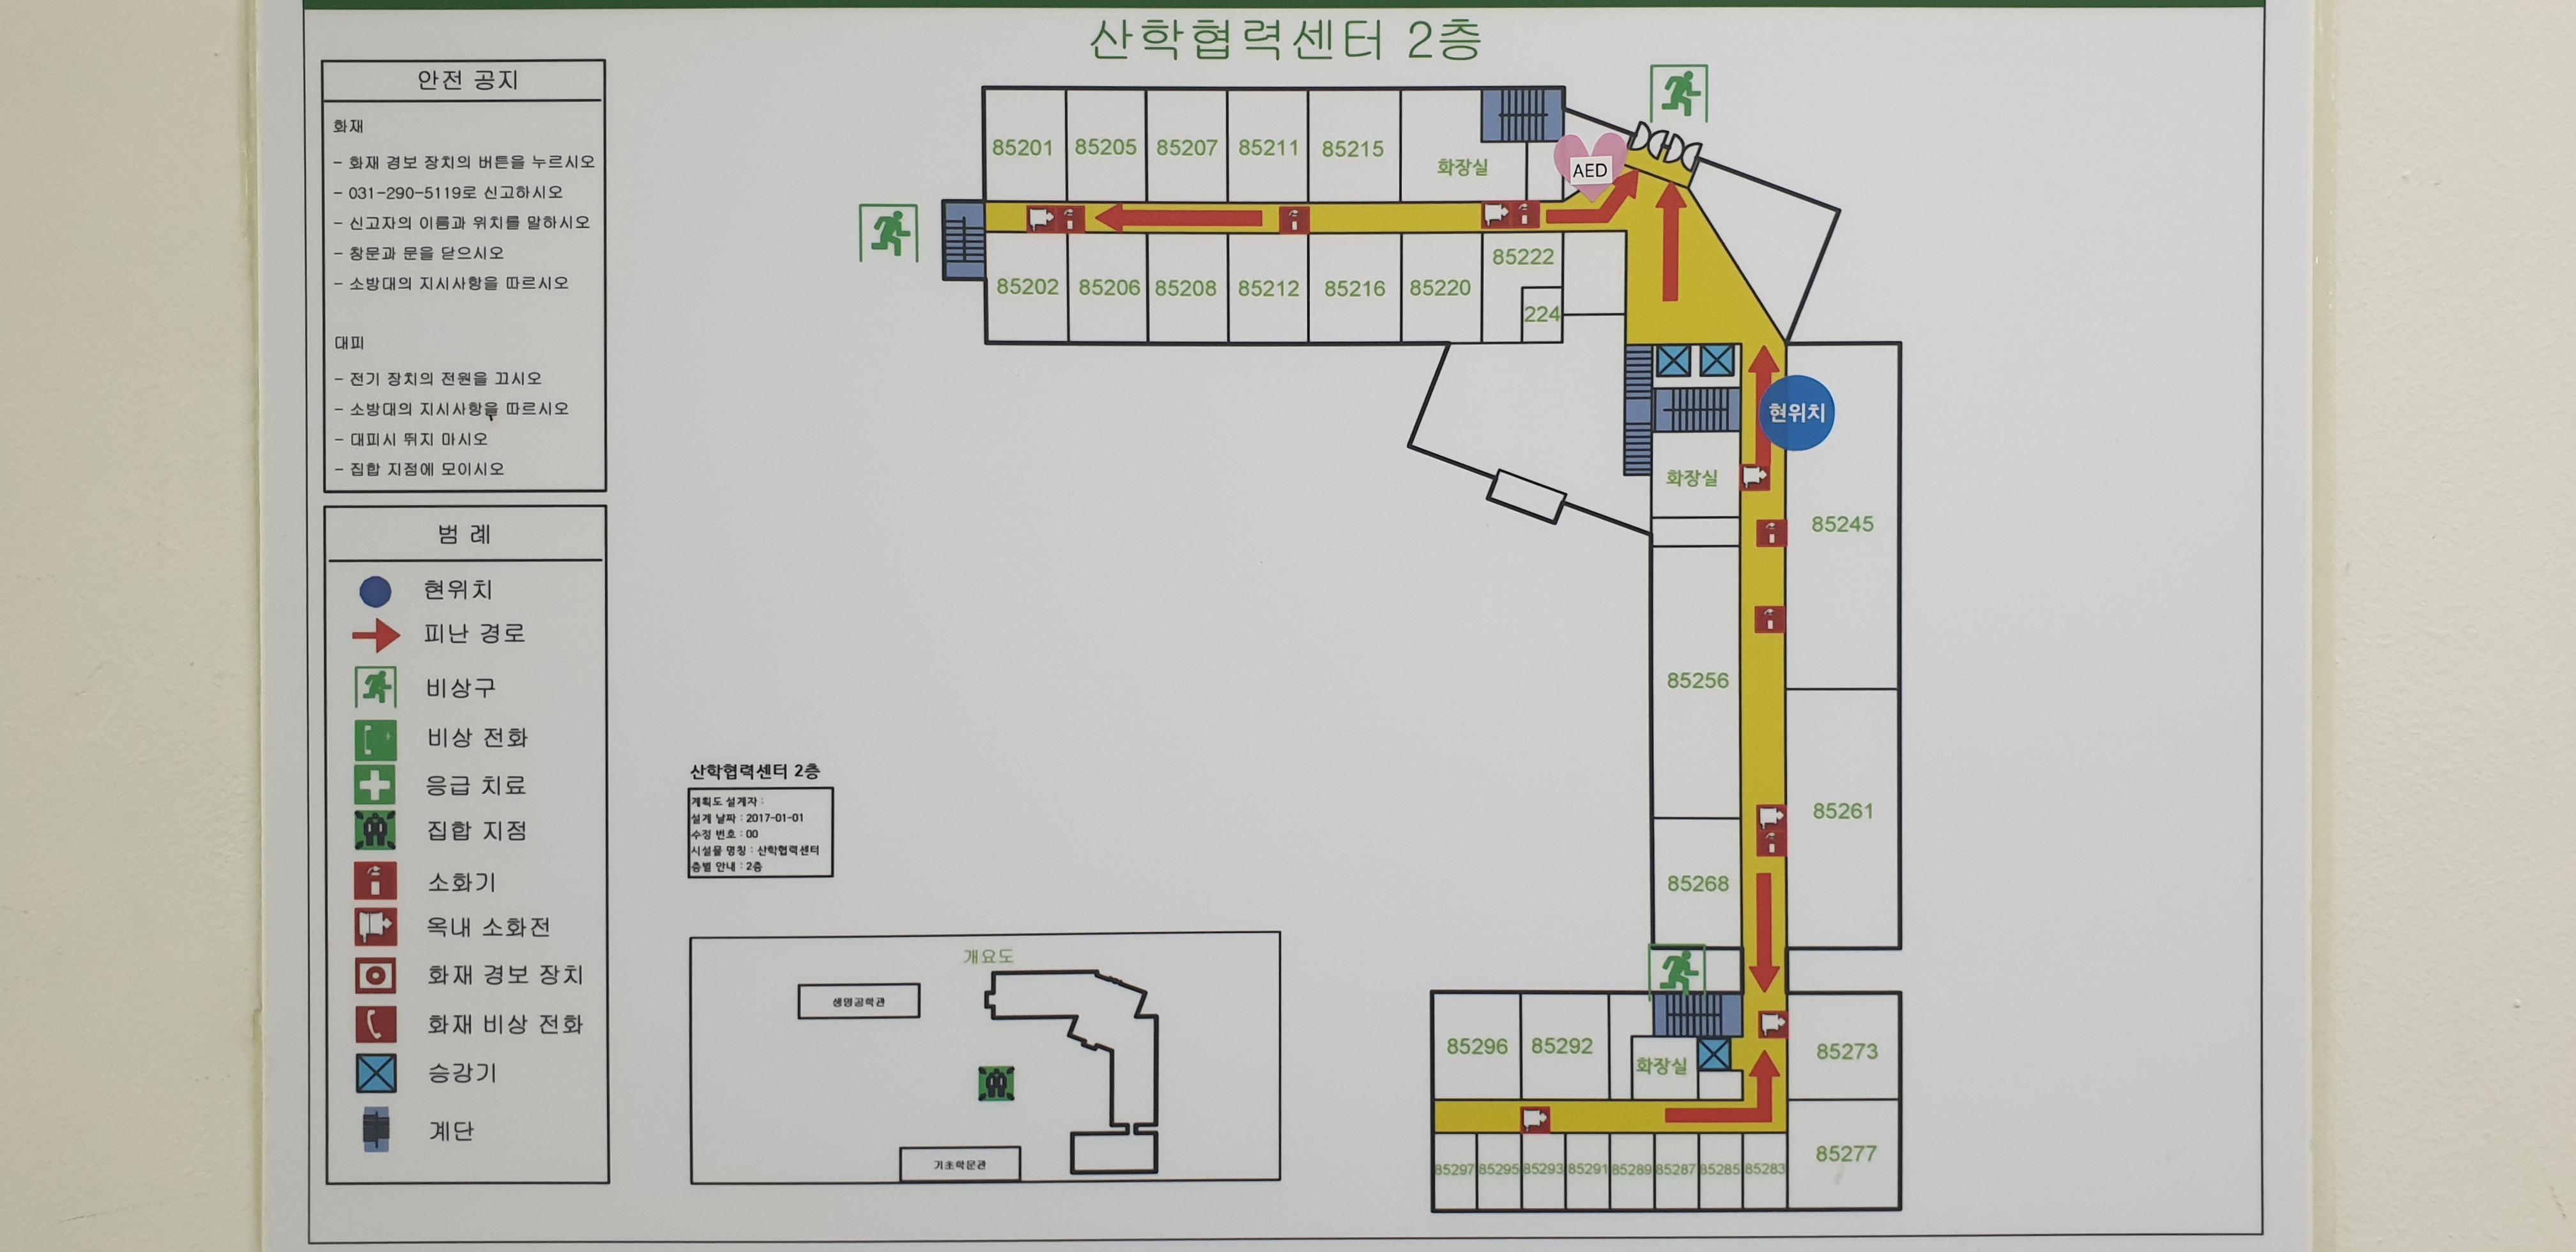 산학협력센터 2층
안전 공지
화재
- 화재 경보 장치의 버튼을 누르시오
- 031-290-5119로 신고하시오
- 신고자의 이름과 위치를 말하시오
- 창문과 문을 닫으시오
- 소방대의 지시사항을 따르시오
대피
- 전기 장치의 전원을 끄시오
- 소방대의 지시사항을 따르시오
- 대피시 뛰지 마시오
- 집합 지점에 모이시오
범 례
현위치
피난 경로
비상구
비상 전화
응급 치료
집합 지점
소화기
옥내 소화전
화재 경보 장치
화재 비상 전화
승강기
계단
85201 85205 85207 85211 85215 화장실
AED
85202 85206 85208 85212 85216 85220 85222
224
현위치
화장실
85245
85256
85261
85268
85296 85292 화장실 85273
85277
85297 85295 85293 85291 85289 85287 85285 85283
산학협력센터 2층
계획도 설계자 :
설계 날짜 : 2017-01-01
수정 번호 : 00
시설물 명칭 : 산학협력센터
층별 안내 : 2층
개요도
생명공학관
기초학문관